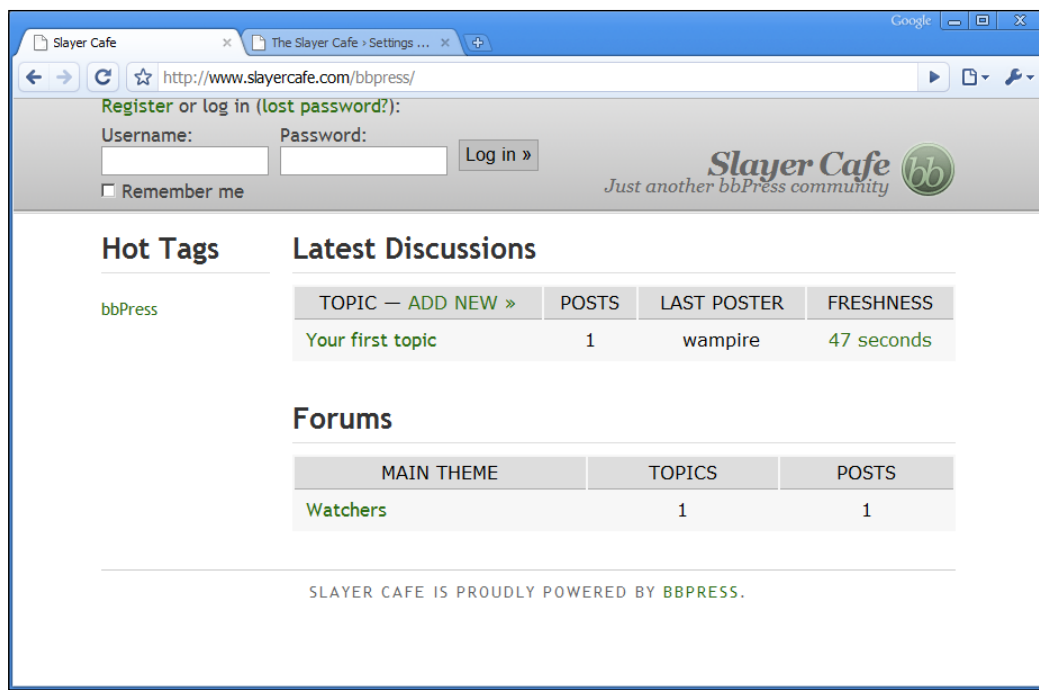 Google
Slayer Cafe
The Slayer Cafe › Settings ...
http://www.slayercafe.com/bbpress/
Register or log in (lost password?):
Username: Password:
Log in »
Remember me
Slayer Cafe
Just another bbPress community
bb
Hot Tags
bbPress
Latest Discussions
TOPIC — ADD NEW » POSTS LAST POSTER FRESHNESS
Your first topic 1 wampire 47 seconds
Forums
MAIN THEME TOPICS POSTS
Watchers 1 1
SLAYER CAFE IS PROUDLY POWERED BY BBPRESS.